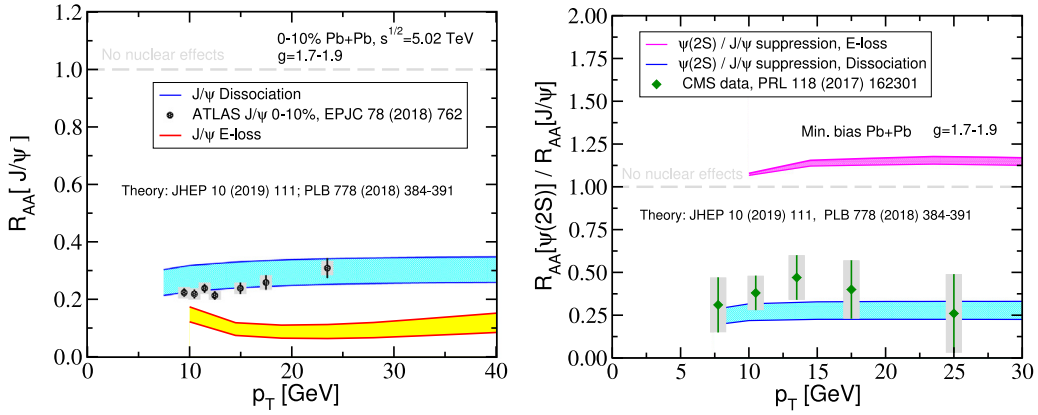 1.2
0-10% Pb+Pb, s^1/2=5.02 TeV
No nuclear effects
g=1.7-1.9
1.0
J/ψ Dissociation
ATLAS J/ψ 0-10%, EPJC 78 (2018) 762
J/ψ E-loss
0.8
0.6
Theory: JHEP 10 (2019) 111; PLB 778 (2018) 384-391
0.4
0.2
0.0
R_AA[ J/ψ ]
0 10 20 30 40
p_T [GeV]
2.00
ψ(2S) / J/ψ suppression, E-loss
ψ(2S) / J/ψ suppression, Dissociation
CMS data, PRL 118 (2017) 162301
1.75
1.50
Min. bias Pb+Pb g=1.7-1.9
1.25
No nuclear effects
1.00
Theory: JHEP 10 (2019) 111, PLB 778 (2018) 384-391
0.75
0.50
0.25
0.00
R_AA[ψ(2S)] / R_AA[J/ψ]
0 5 10 15 20 25 30
p_T [GeV]